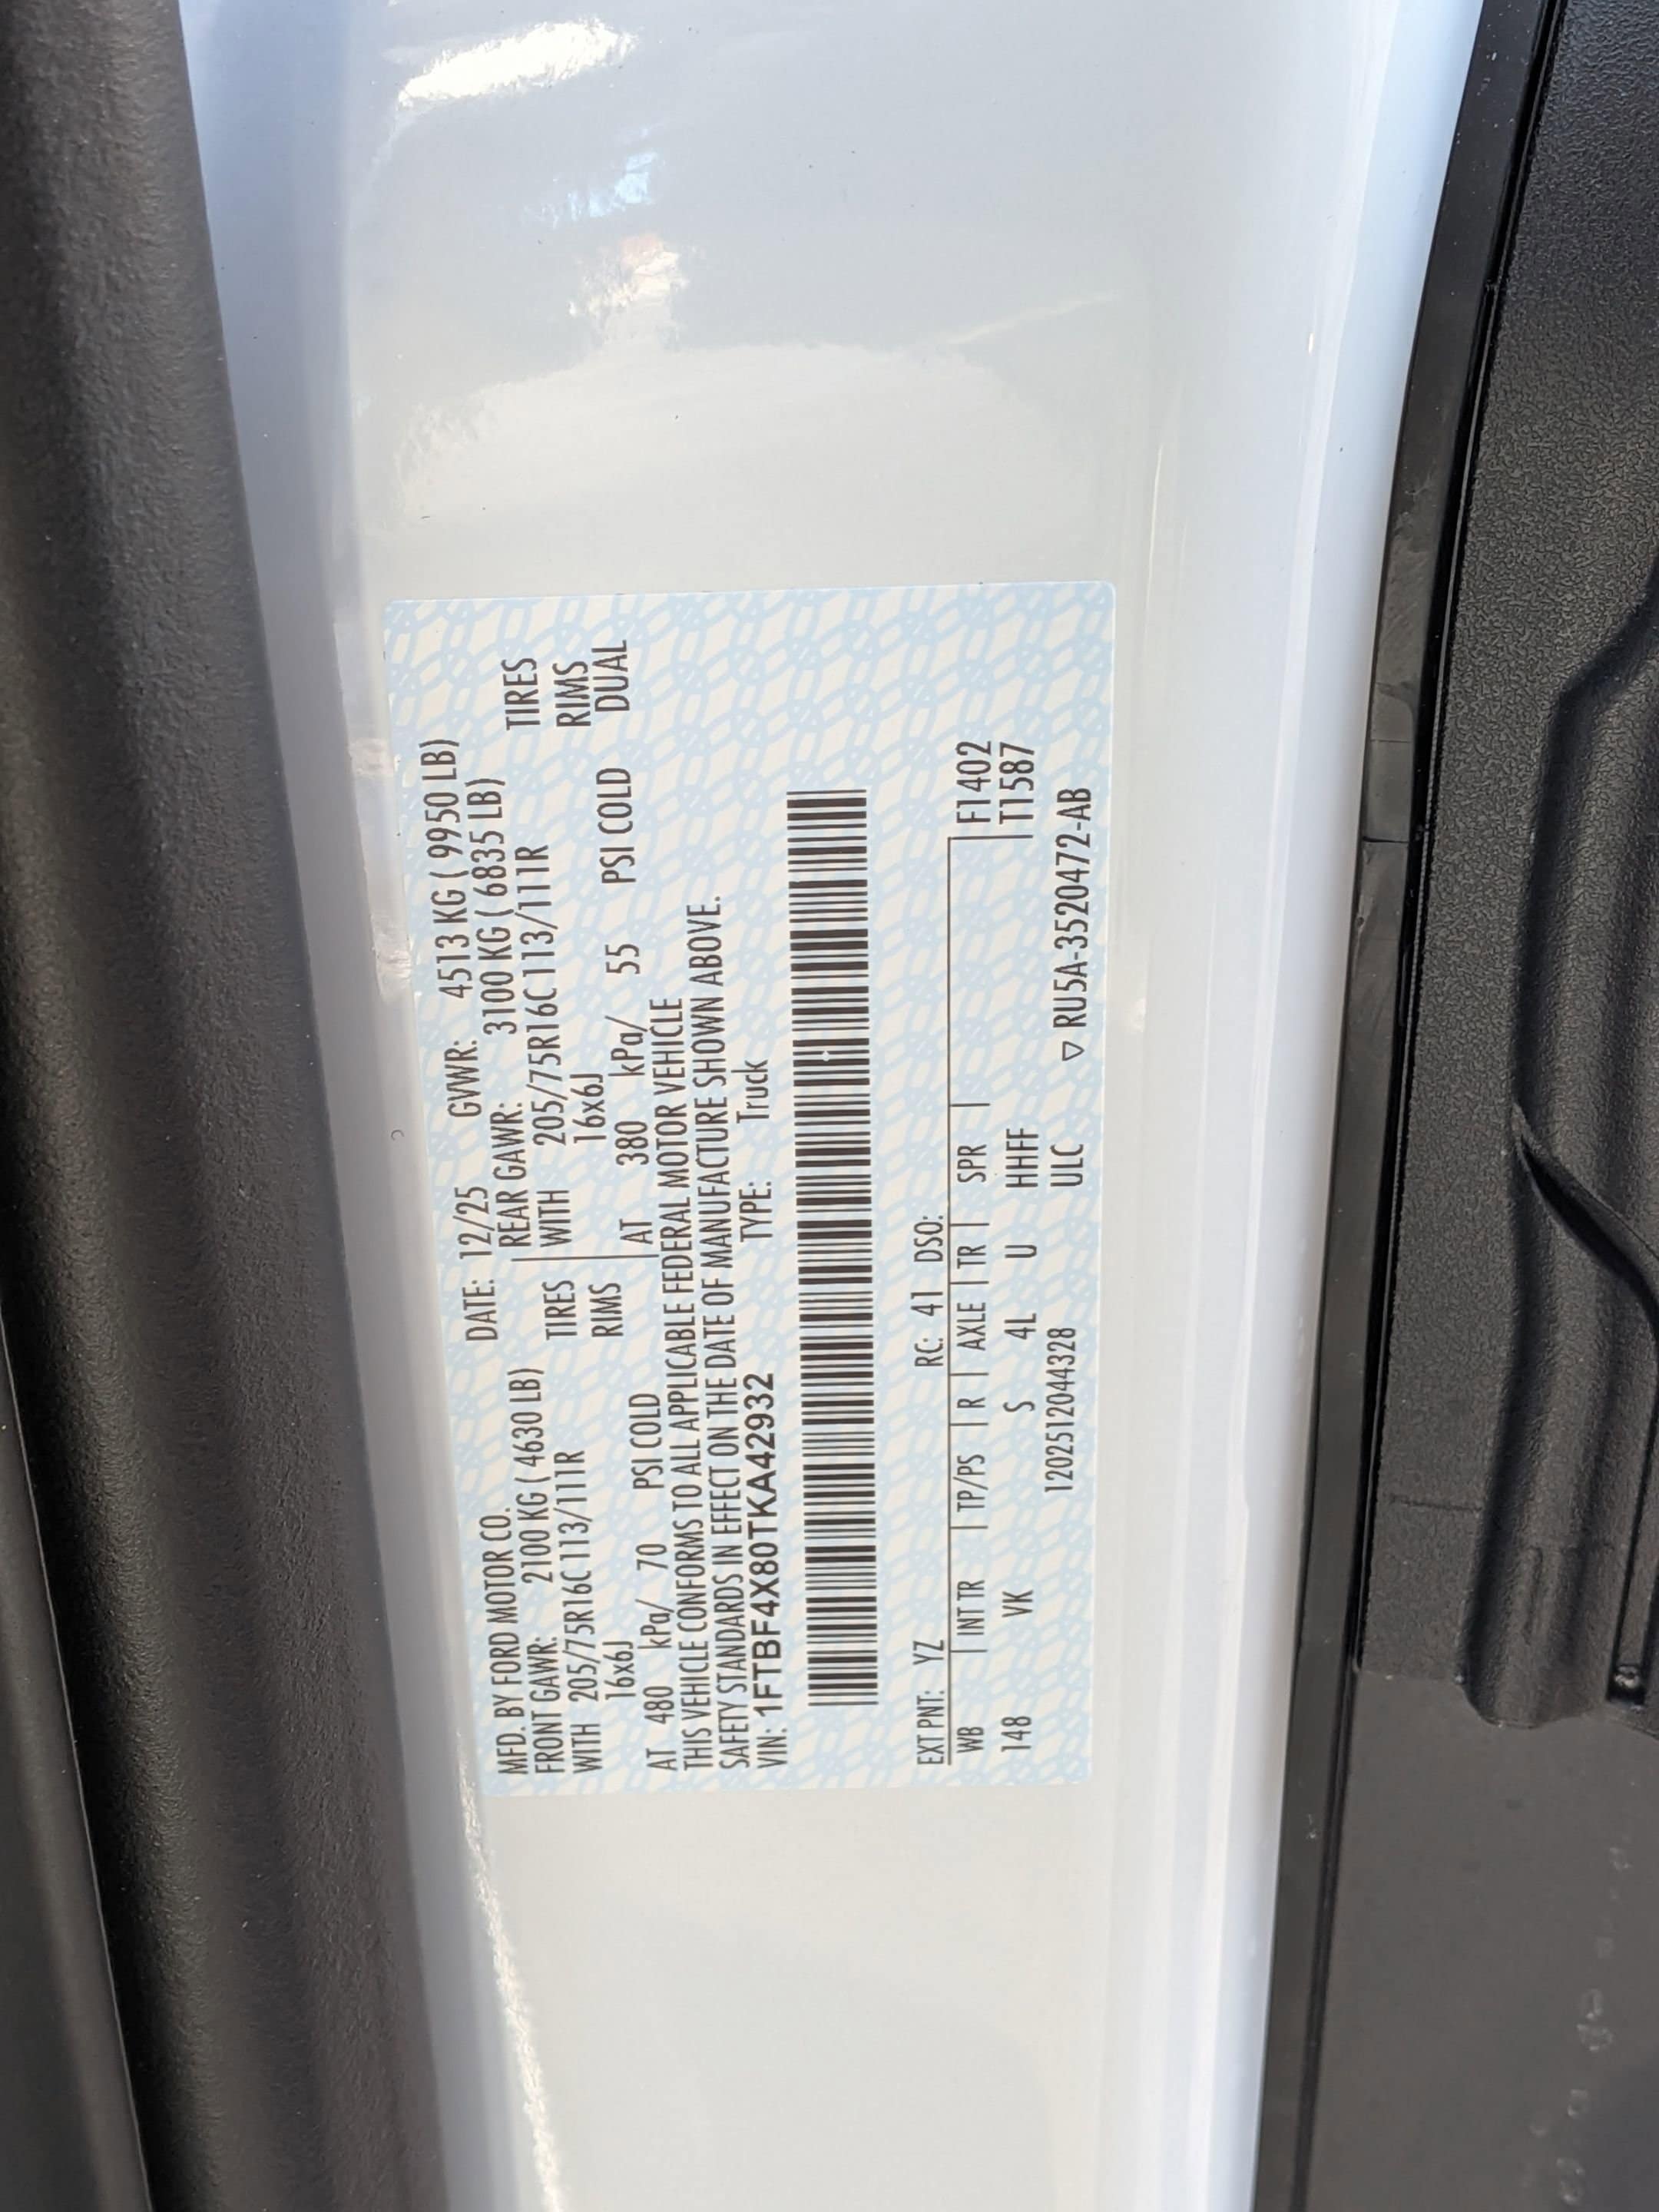 MFD. BY FORD MOTOR CO. DATE: 12/25 GVWR: 4513 KG ( 9950 LB)
FRONT GAWR: 2100 KG ( 4630 LB) REAR GAWR: 3100 KG ( 6835 LB)
WITH 205/75R16C 113/111R TIRES WITH 205/75R16C 113/111R TIRES
16x6J RIMS 16x6J RIMS
AT 480 kPa/ 70 PSI COLD AT 380 kPa/ 55 PSI COLD DUAL
THIS VEHICLE CONFORMS TO ALL APPLICABLE FEDERAL MOTOR VEHICLE
SAFETY STANDARDS IN EFFECT ON THE DATE OF MANUFACTURE SHOWN ABOVE.
VIN: 1FTBF4X80TKA42932 TYPE: Truck
EXT PNT: YZ RC: 41 DSO:
WB INT TR TP/PS R AXLE TR SPR F1402
148 VK S 4L U HHFF T1587
120251204432​8 ULC ▽ RU5A-3520472-AB